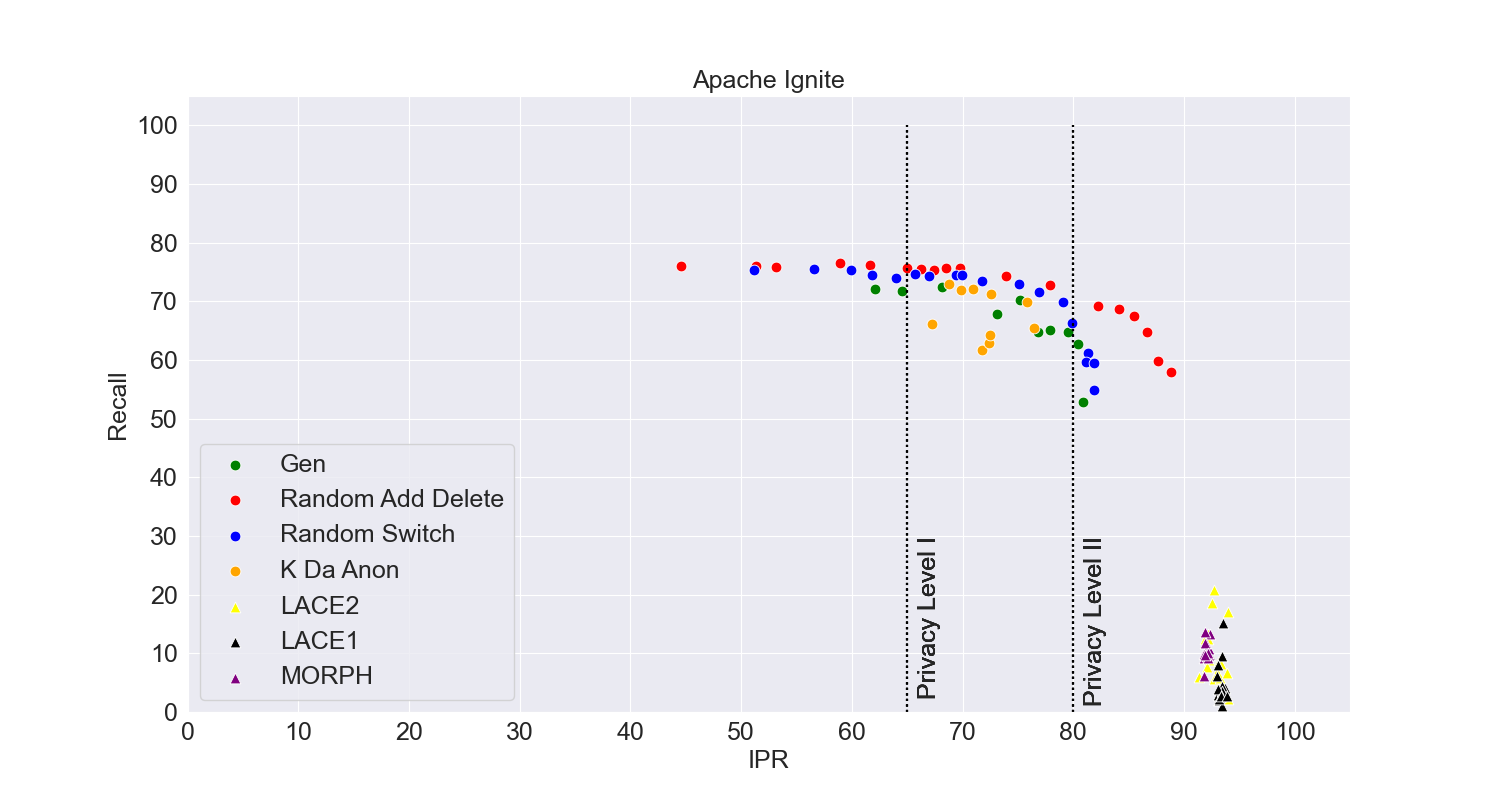 Apache Ignite
100
90
80
70
60
50
40
30
20
10
0
Recall
Privacy Level I
Privacy Level II
Gen
Random Add Delete
Random Switch
K Da Anon
LACE2
LACE1
MORPH
0 10 20 30 40 50 60 70 80 90 100
IPR